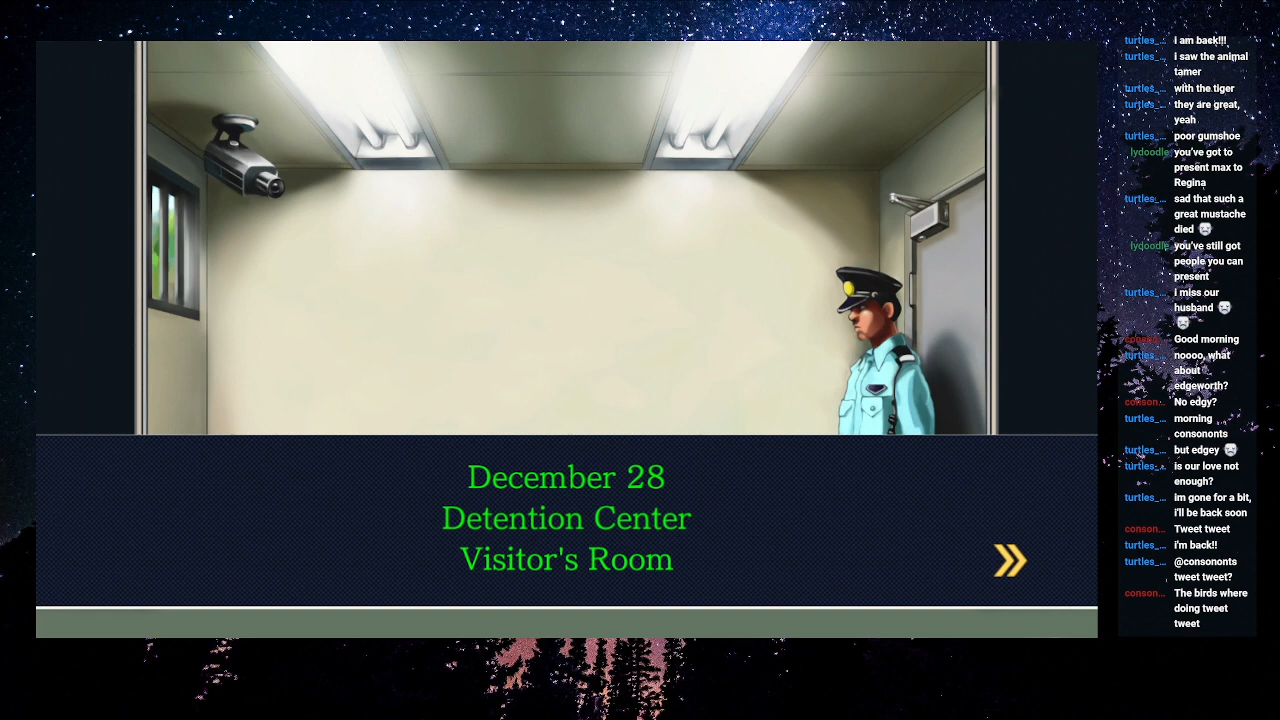 December 28
Detention Center
Visitor's Room
turtles_... i am back!!!
turtles_... i saw the animal
tamer
turtles_... with the tiger
turtles_... they are great,
yeah
turtles_... poor gumshoe
lydoodle you've got to
present max to
Regina
turtles_... sad that such a
great mustache
died
lydoodle you've still got
people you can
present
turtles_... i miss our
husband
conson... Good morning
turtles_... noooo, what
about
edgeworth?
conson... No edgy?
turtles_... morning
consononts
turtles_... but edgey
turtles_... is our love not
enough?
turtles_... im gone for a bit,
i'll be back soon
conson... Tweet tweet
turtles_... i'm back!!
turtles_... @consononts
tweet tweet?
conson... The birds where
doing tweet
tweet